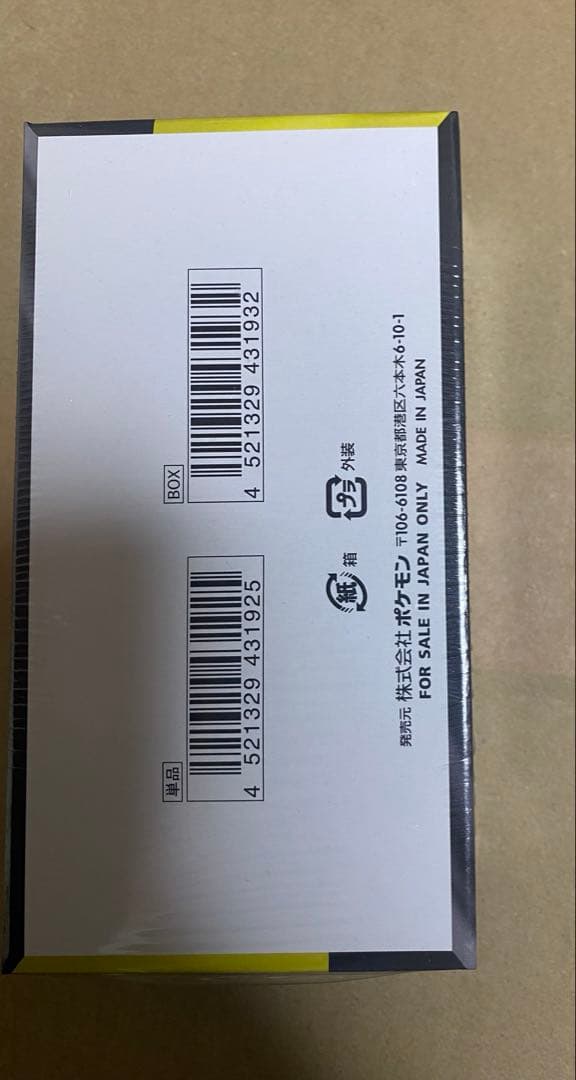 単品
4 521329 431925
BOX
4 521329 431932
紙 箱 プラ 外装
発売元 株式会社 ポケモン 〒106-6108 東京都港区六本木6-10-1
FOR SALE IN JAPAN ONLY MADE IN JAPAN